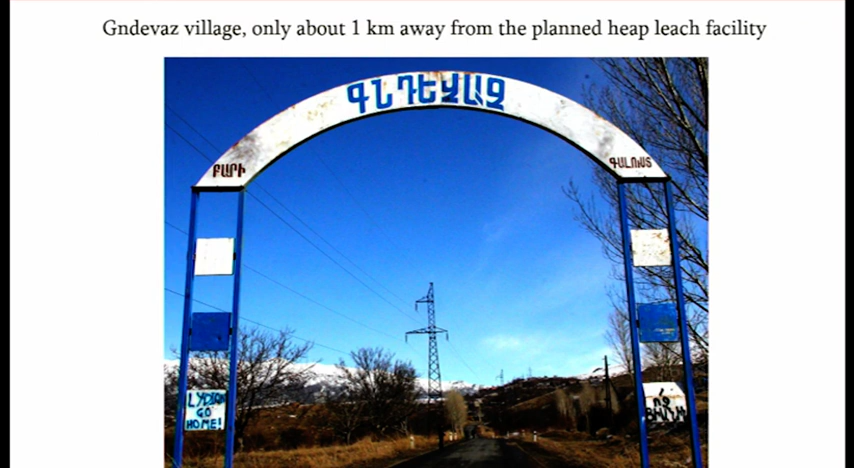 Gndevaz village, only about 1 km away from the planned heap leach facility
ԳՆԴԵՎԱԶ
ԲԱՐԻ
ԳԱԼՈՒՍՏ
LYDIAN
GO
HOME!
ՈՉ